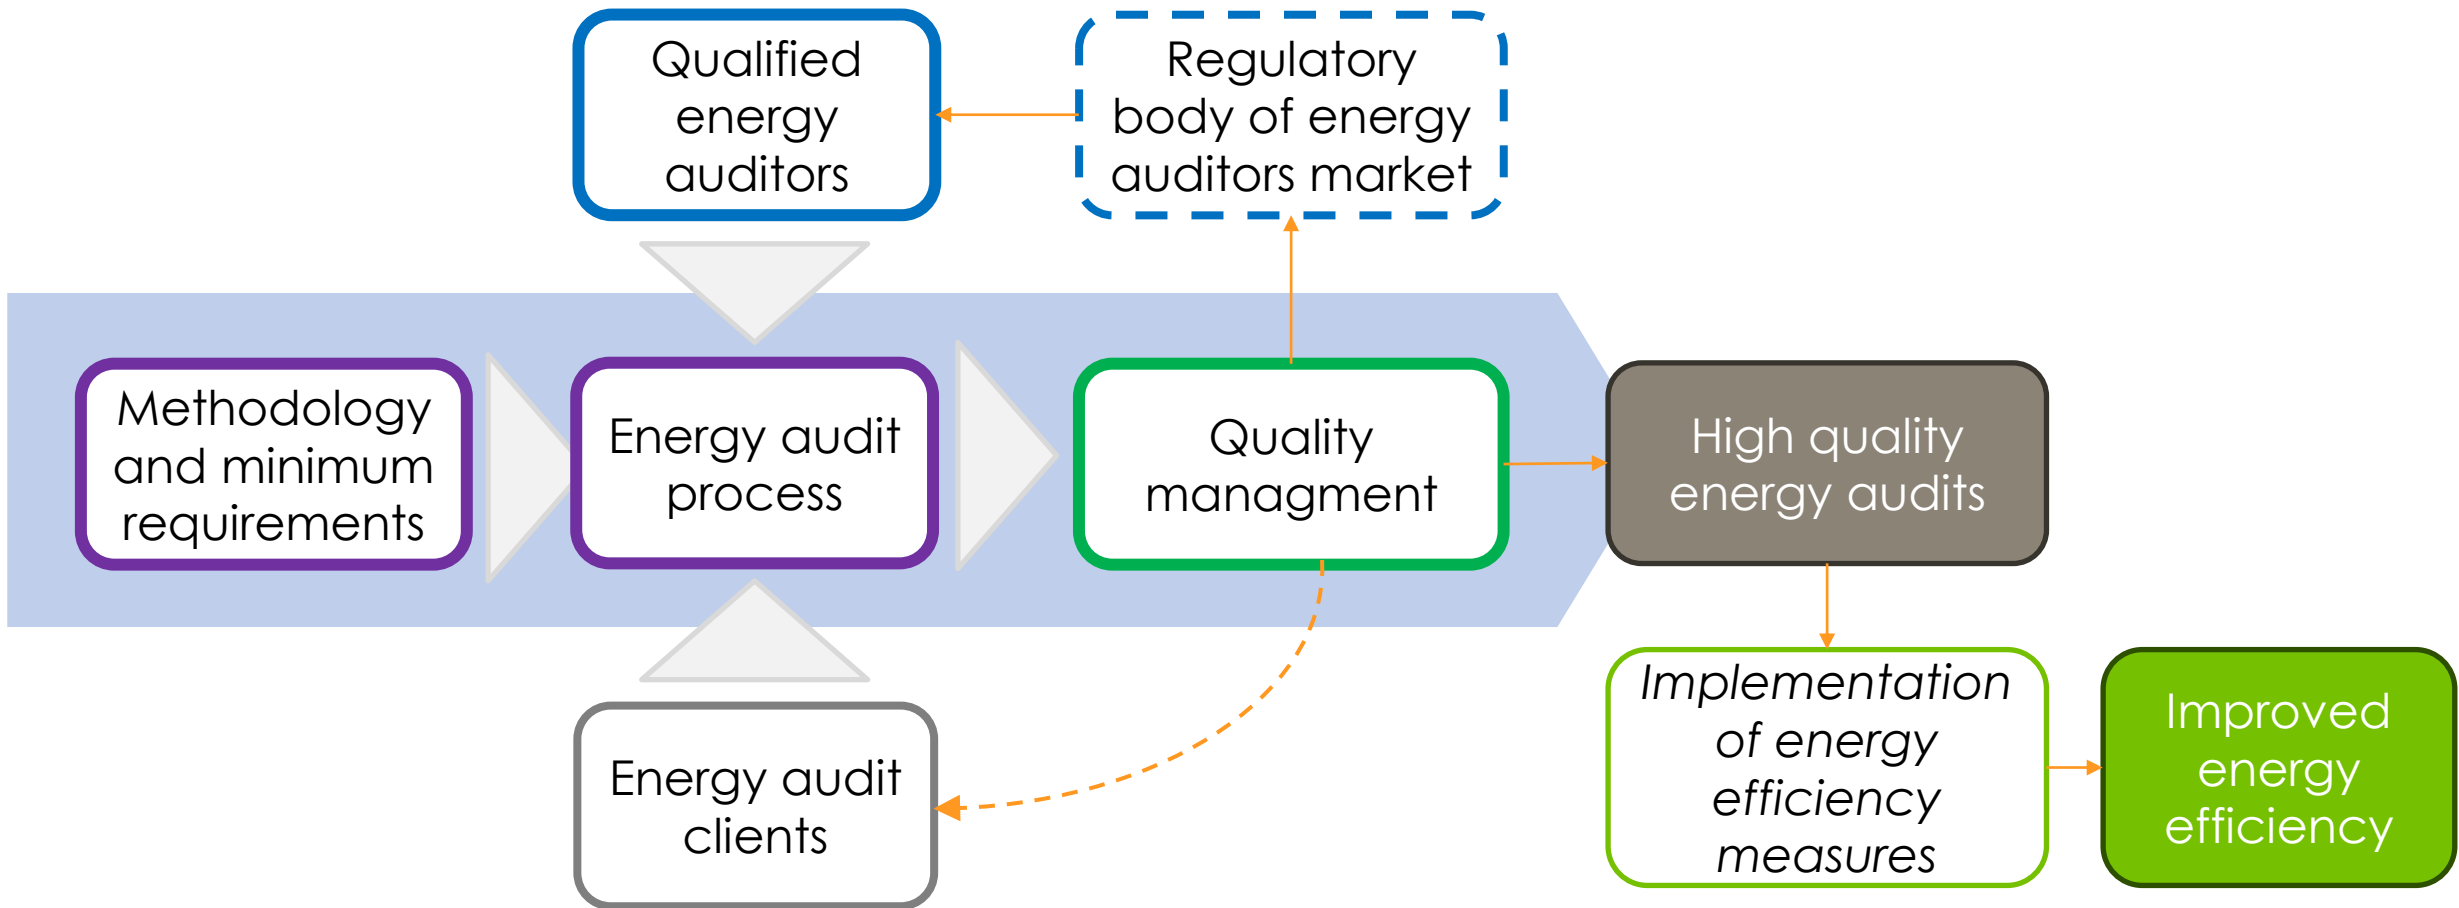 Qualified
energy
auditors
Regulatory
body of energy
auditors market
Methodology
and minimum
requirements
Energy audit
process
Quality
managment
High quality
energy audits
Energy audit
clients
Implementation
of energy
efficiency
measures
Improved
energy
efficiency